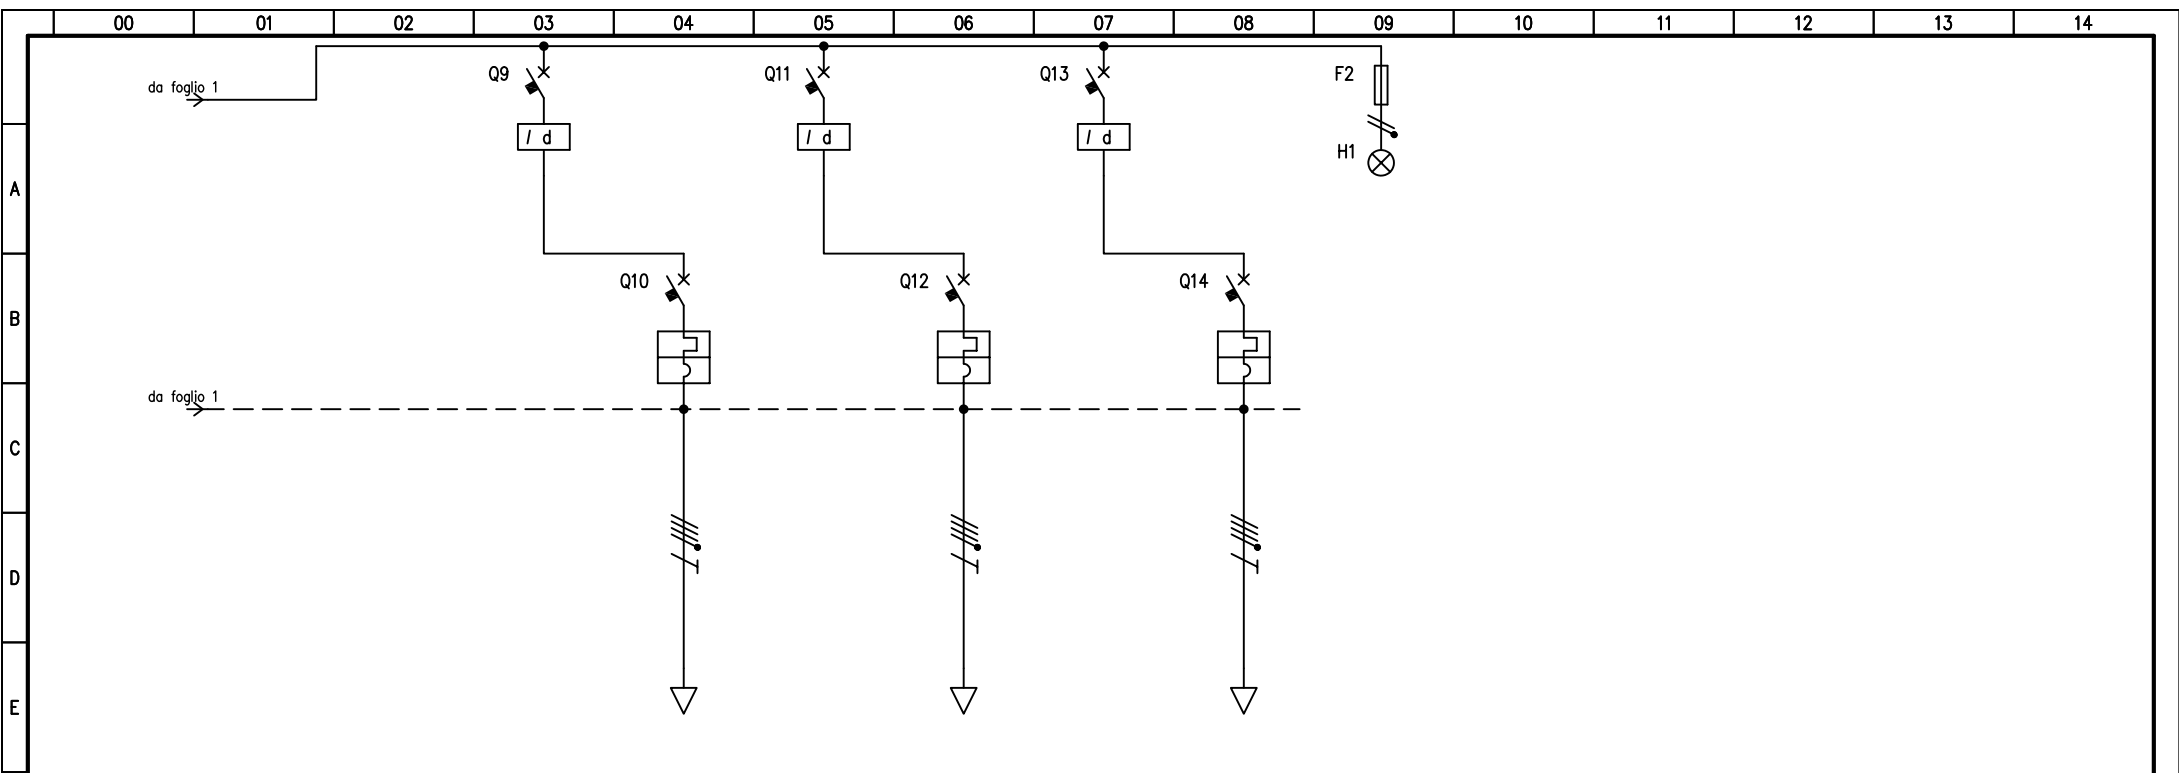 00 01 02 03 04 05 06 07 08 09 10 11 12 13 14
Q9 Q11 Q13 F2
da foglio 1
I d I d I d
H1
A
Q10 Q12 Q14
B
da foglio 1
C
D
E